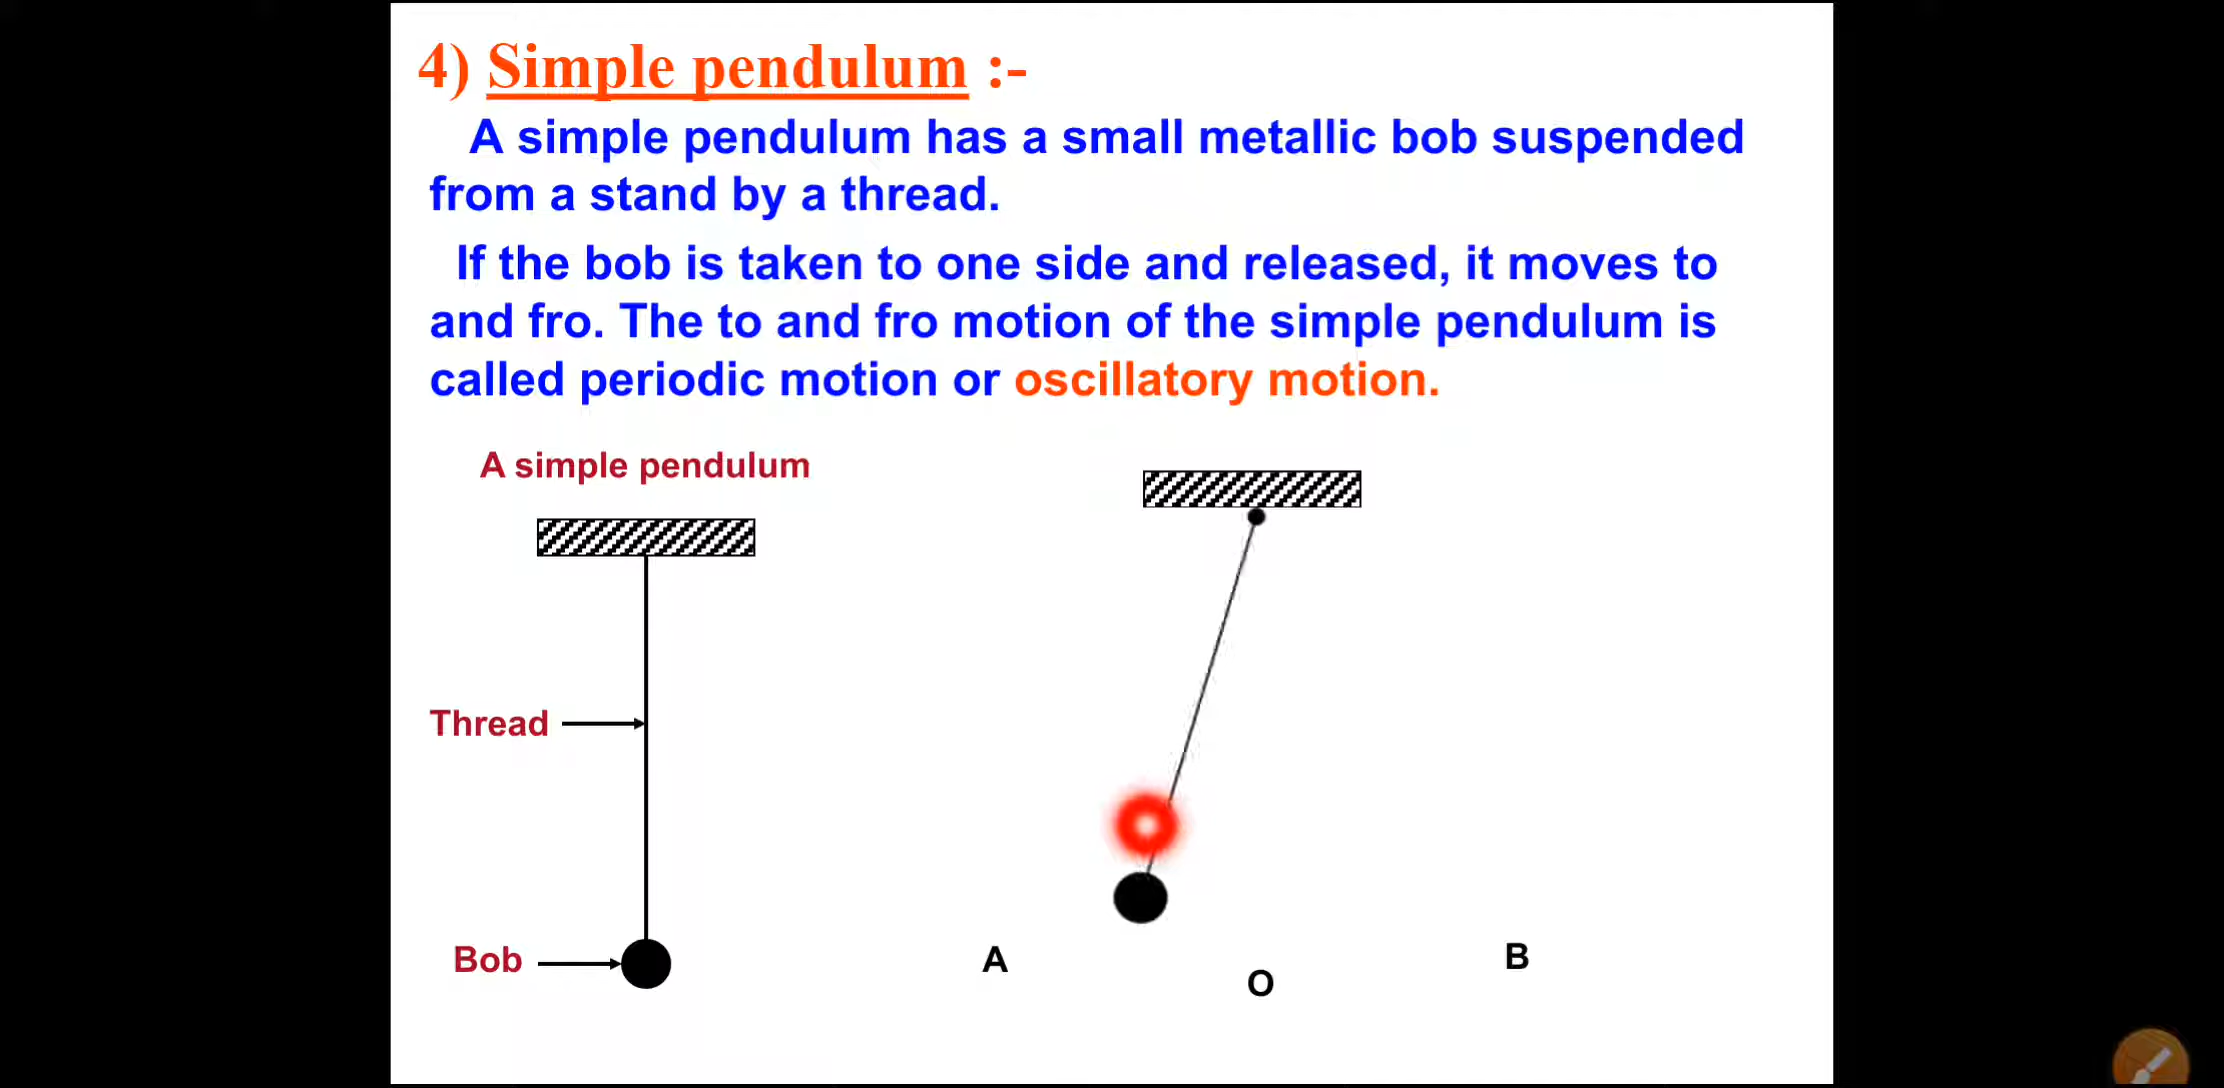 4) Simple pendulum :-
A simple pendulum has a small metallic bob suspended
from a stand by a thread.
If the bob is taken to one side and released, it moves to
and fro. The to and fro motion of the simple pendulum is
called periodic motion or oscillatory motion.
A simple pendulum
Thread
Bob
A
O
B